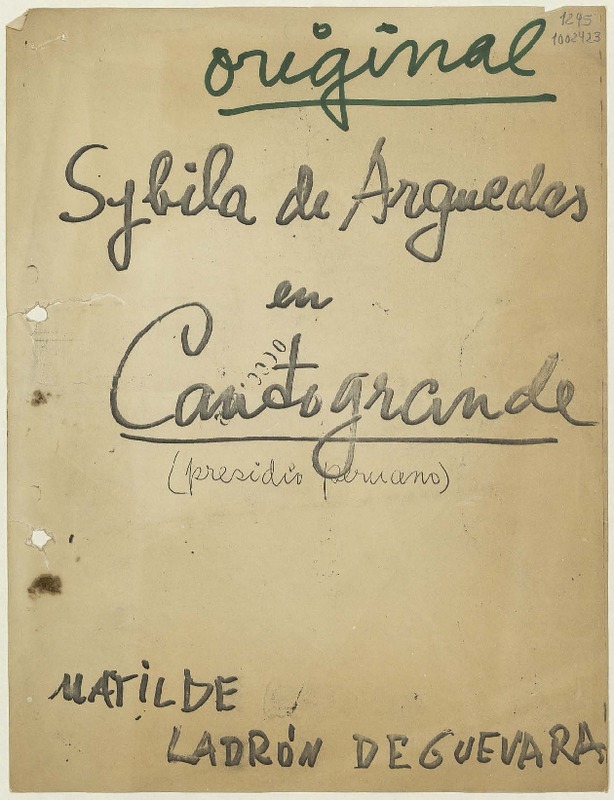 1245
1002423
original
Sybila de Arguedas
en
Cantogrande
(presidio peruano)
MATILDE
LADRÓN DE GUEVARA